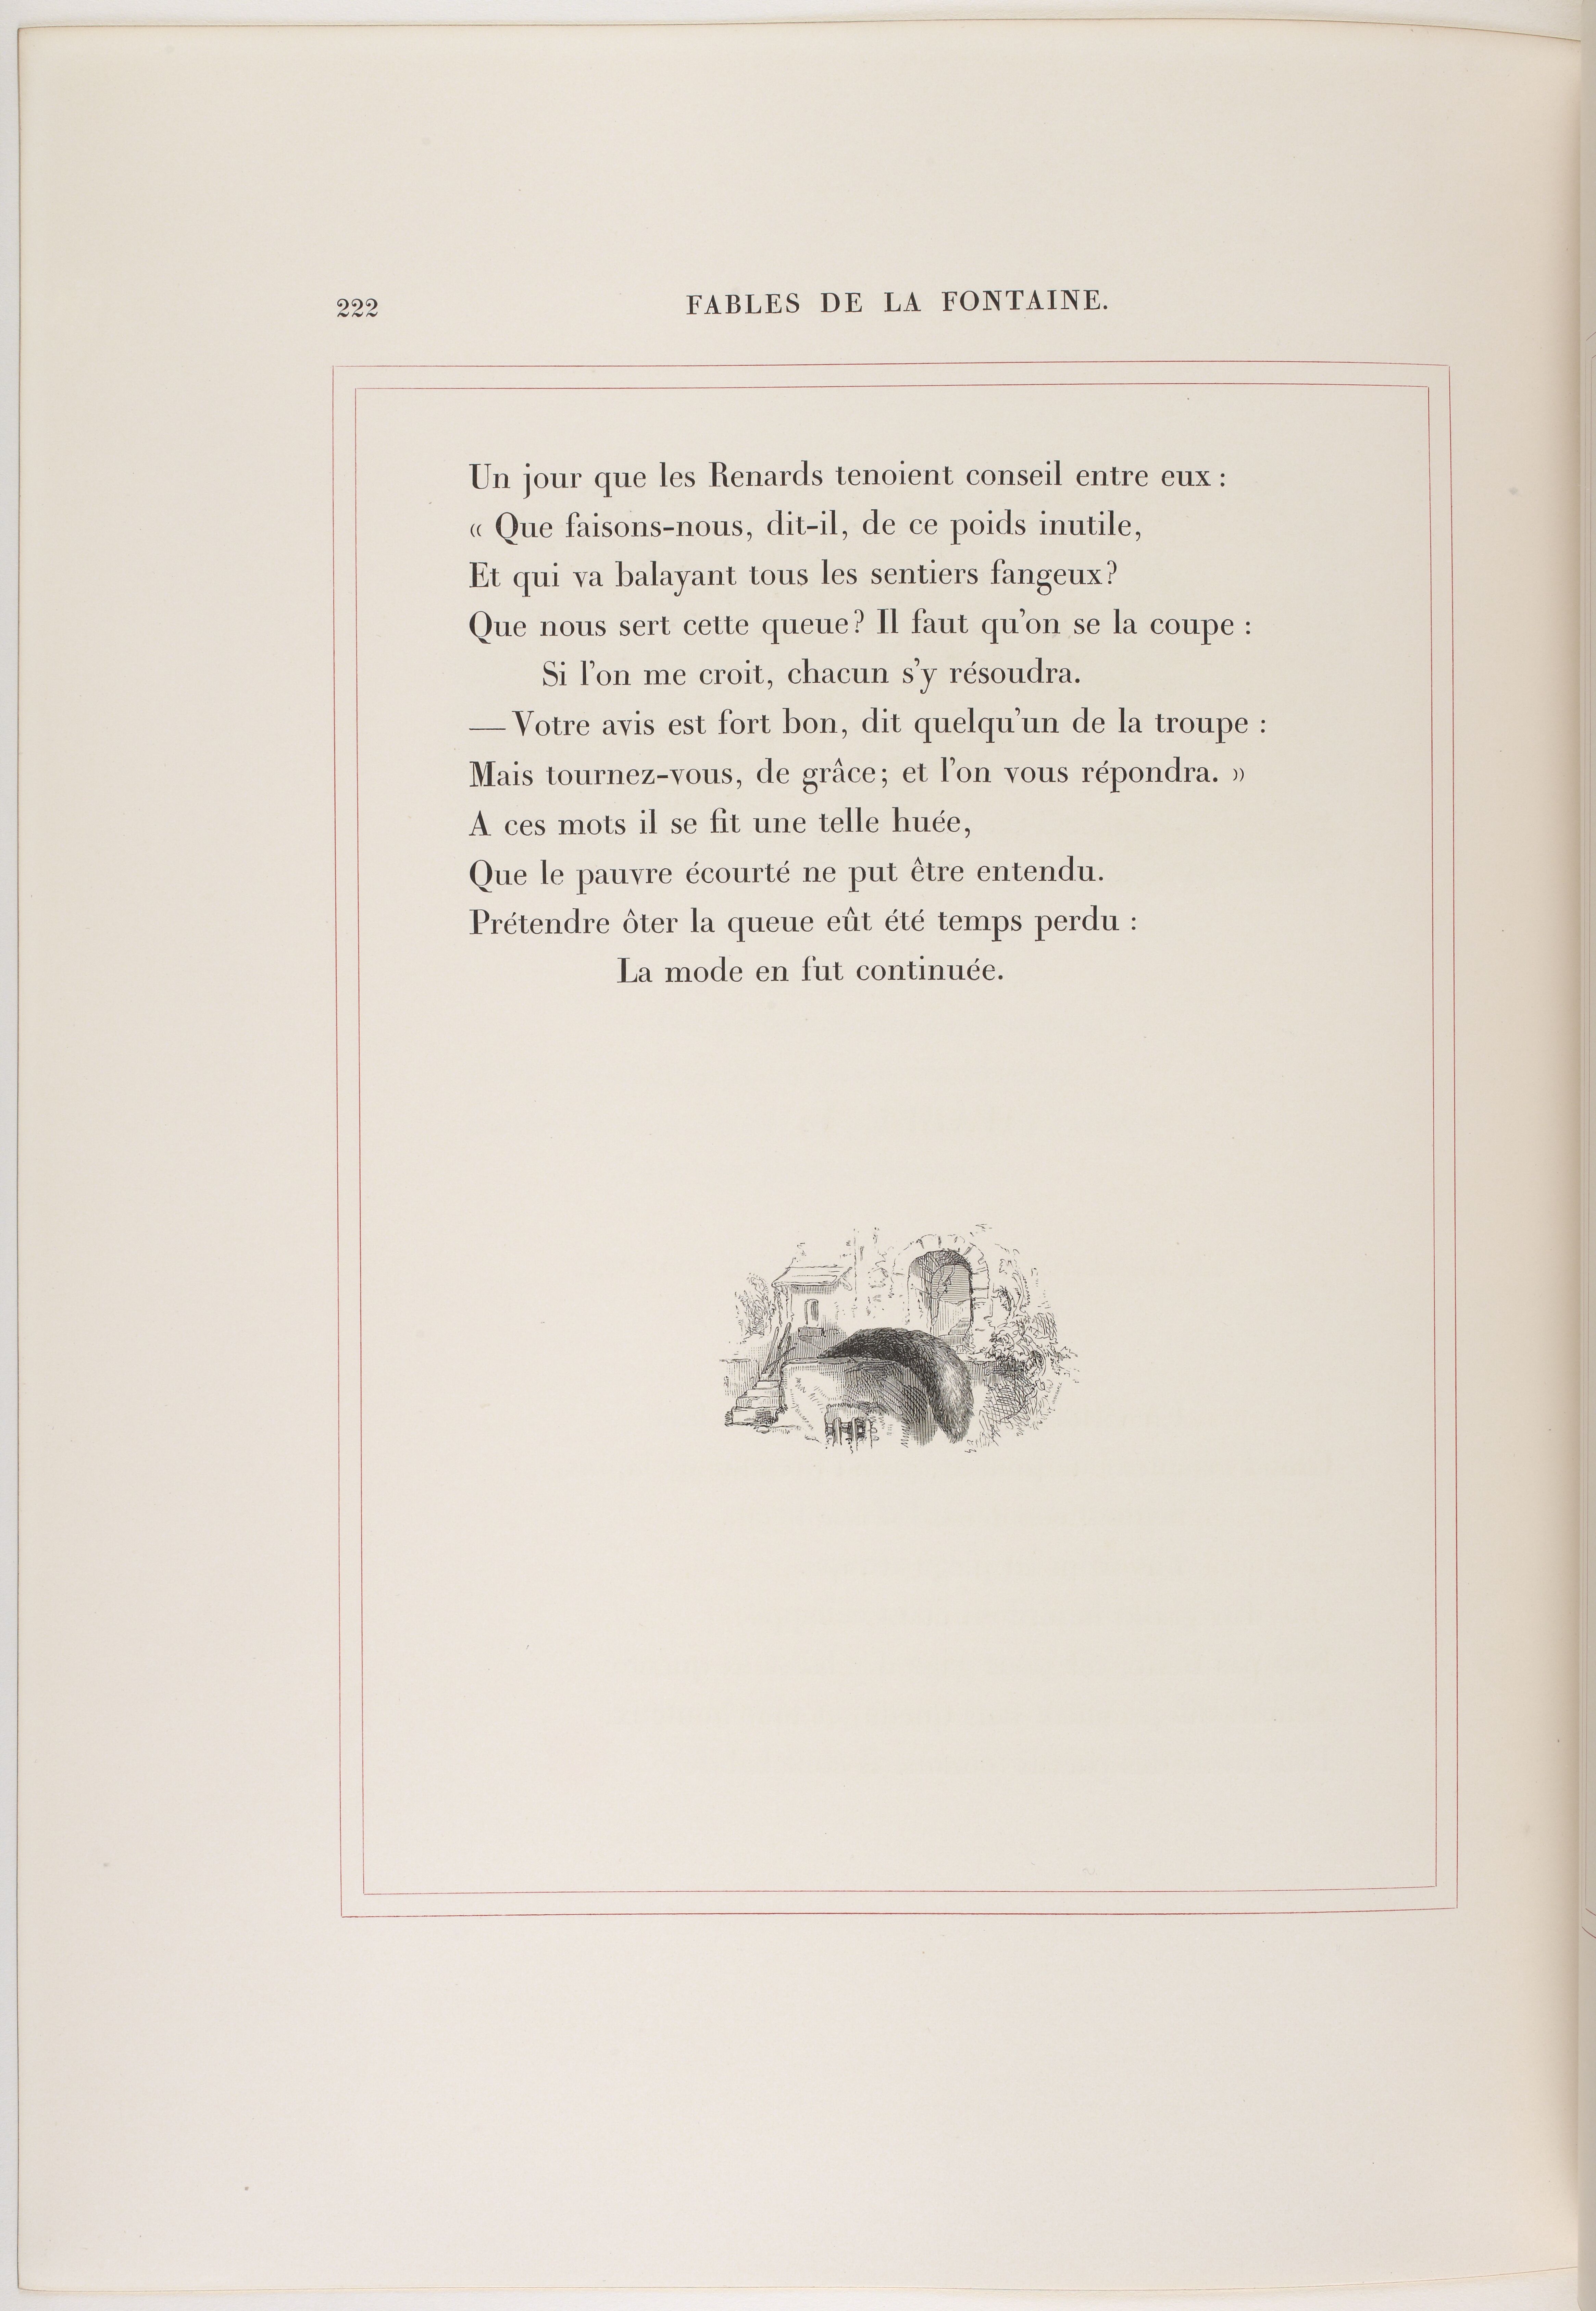 222
FABLES DE LA FONTAINE.
Un jour que les Renards tenoient conseil entre eux :
« Que faisons-nous, dit-il, de ce poids inutile,
Et qui va balayant tous les sentiers fangeux?
Que nous sert cette queue? Il faut qu'on se la coupe :
Si l'on me croit, chacun s'y résoudra.
— Votre avis est fort bon, dit quelqu'un de la troupe :
Mais tournez-vous, de grâce; et l'on vous répondra. »
A ces mots il se fit une telle huée,
Que le pauvre écourté ne put être entendu.
Prétendre ôter la queue eût été temps perdu :
La mode en fut continuée.